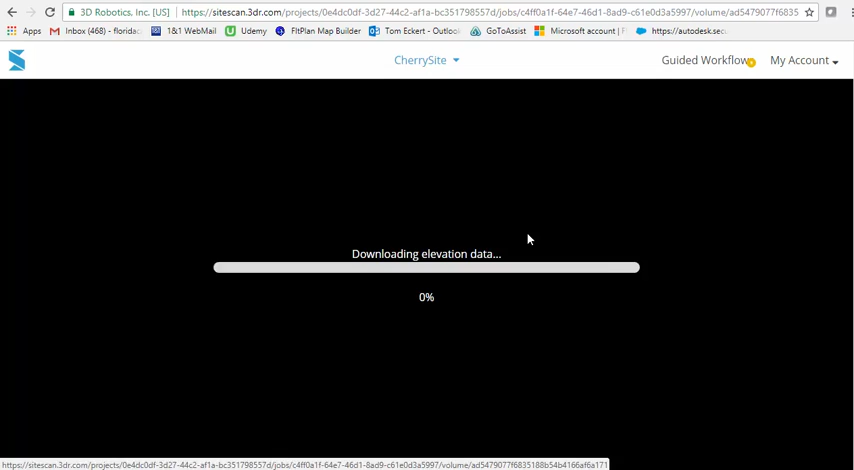 3D Robotics, Inc. [US] | https://sitescan.3dr.com/projects/0e4dc0df-3d27-44c2-af1a-bc351798557d/jobs/c4ff0a1f-64e7-46d1-8ad9-c61e0d3a5997/volume/ad5479077f6835
Apps Inbox (468) - floridac 1&1 WebMail Udemy FltPlan Map Builder Tom Eckert - Outlook GoToAssist Microsoft account | https://autodesk.secu
CherrySite Guided Workflow My Account
Downloading elevation data...
0%
https://sitescan.3dr.com/projects/0e4dc0df-3d27-44c2-af1a-bc351798557d/jobs/c4ff0a1f-64e7-46d1-8ad9-c61e0d3a5997/volume/ad5479077f6835188b54b4166af6a171